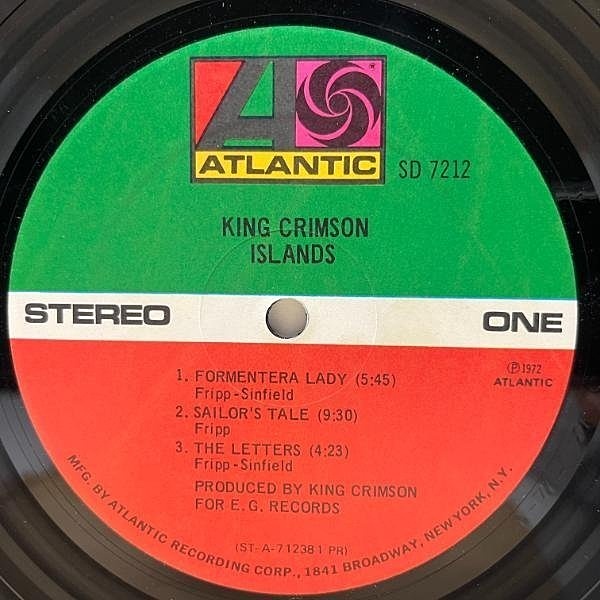 ATLANTIC
SD 7212
KING CRIMSON
ISLANDS
STEREO
ONE
1. FORMENTERA LADY (5:45)
Fripp-Sinfield
2. SAILOR'S TALE (9:30)
Fripp
3. THE LETTERS (4:23)
Fripp-Sinfield
PRODUCED BY KING CRIMSON
FOR E.G. RECORDS
Ⓟ1972
ATLANTIC
(ST-A-712381 PR)
MFG. BY ATLANTIC RECORDING CORP., 1841 BROADWAY, NEW YORK, N.Y.